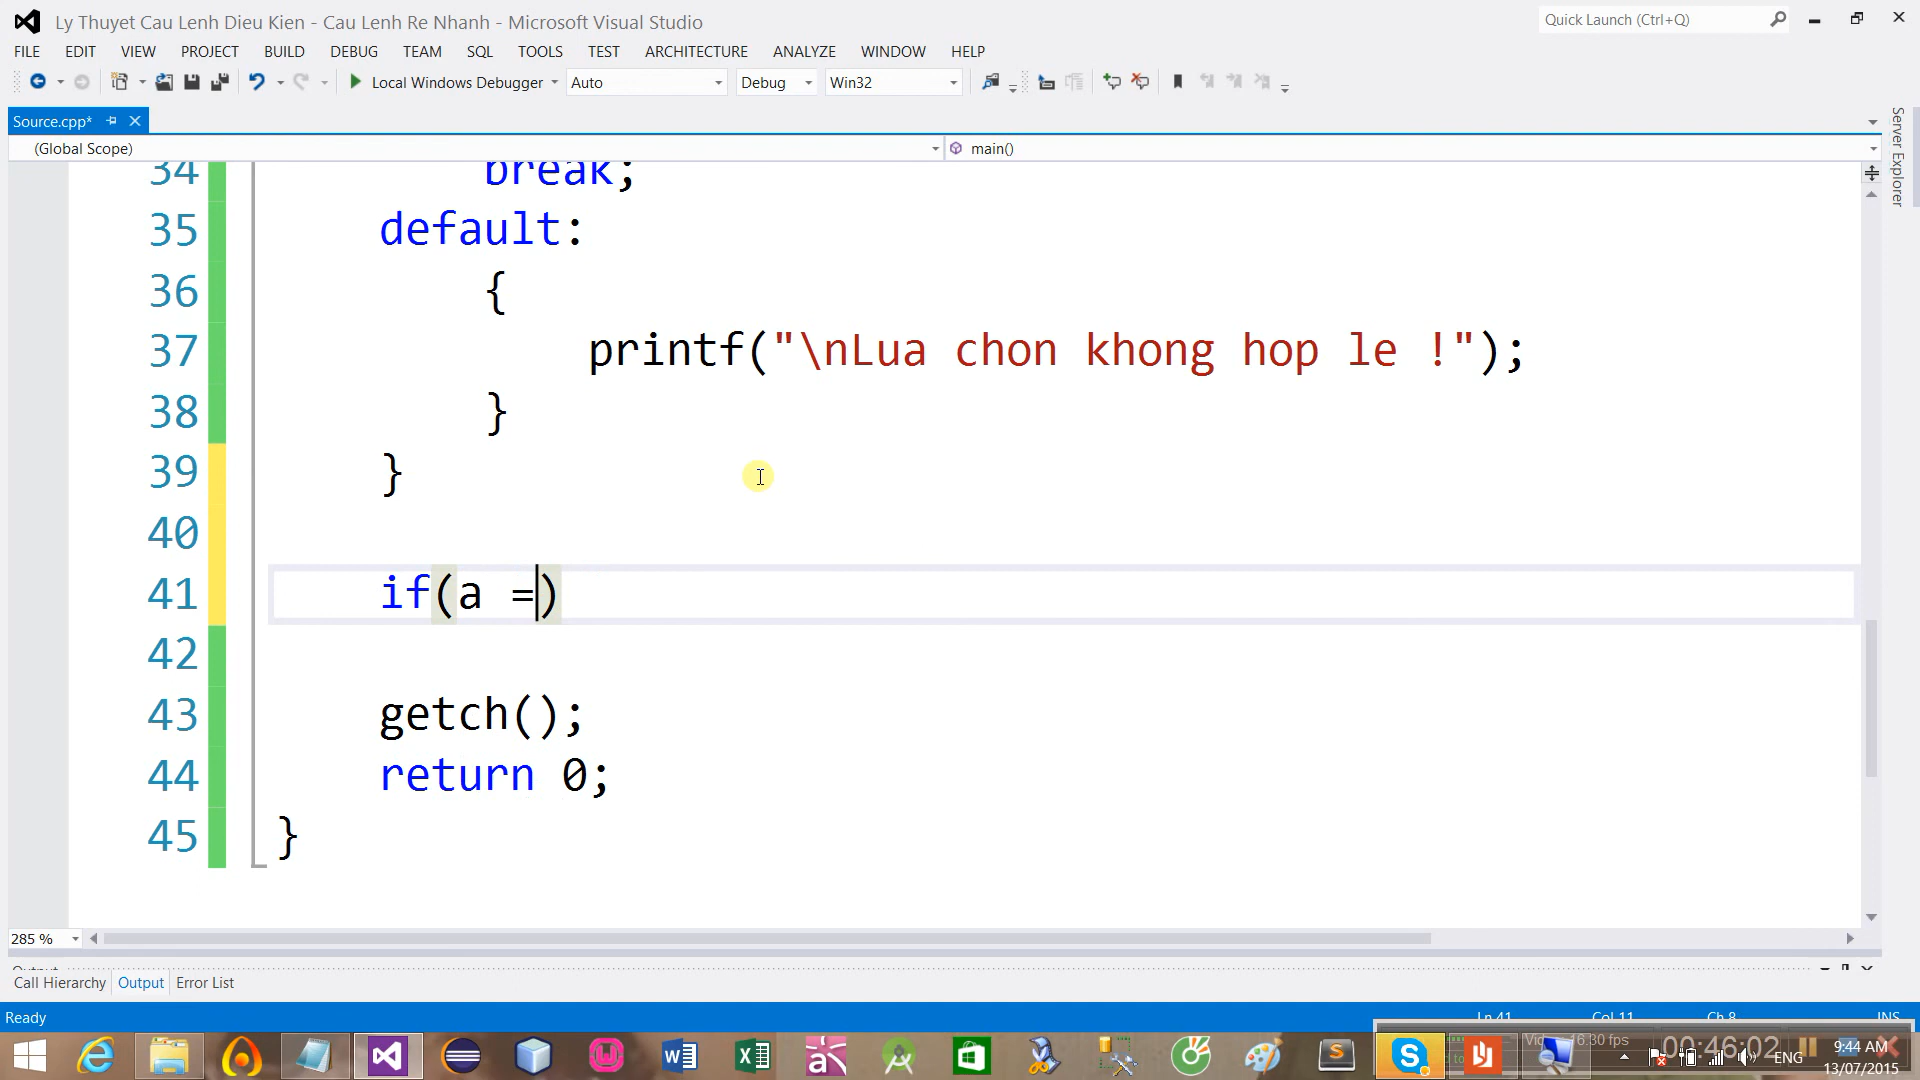 Ly Thuyet Cau Lenh Dieu Kien - Cau Lenh Re Nhanh - Microsoft Visual Studio
Quick Launch (Ctrl+Q)
FILE EDIT VIEW PROJECT BUILD DEBUG TEAM SQL TOOLS TEST ARCHITECTURE ANALYZE WINDOW HELP
Local Windows Debugger Auto Debug Win32
Source.cpp*
(Global Scope) main()
Server Explorer
34 break;
35 default:
36 {
37 printf("\nLua chon khong hop le !");
38 }
39 }
40
41 if(a =)
42
43 getch();
44 return 0;
45 }
285 %
Output
Call Hierarchy Output Error List
Ready Ln 41 Col 11 Ch 8 INS
00:46:02
ENG
9:44 AM
13/07/2015